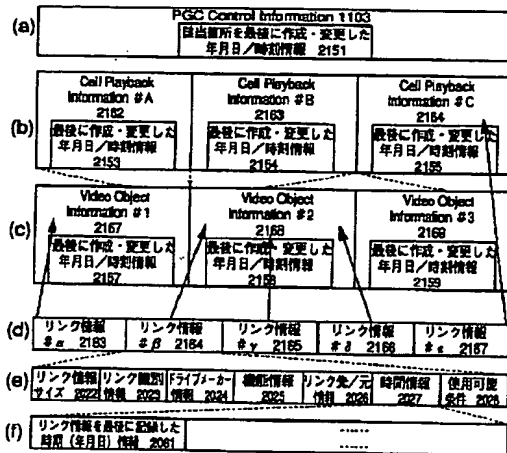 (a)
PGC Control Information 1103
該当箇所を最後に作成・変更した
年月日／時刻情報 2151
(b)
Cell Playback
Information #A
2162
最後に作成・変更した
年月日／時刻情報
2153
Cell Playback
Information #B
2163
最後に作成・変更した
年月日／時刻情報
2154
Cell Playback
Information #C
2164
最後に作成・変更した
年月日／時刻情報
2155
(c)
Video Object
Information #1
2167
最後に作成・変更した
年月日／時刻情報
2157
Video Object
Information #2
2168
最後に作成・変更した
年月日／時刻情報
2158
Video Object
Information #3
2169
最後に作成・変更した
年月日／時刻情報
2159
(d)
リンク情報
#α 2183
リンク情報
#β 2184
リンク情報
#γ 2185
リンク情報
#δ 2186
リンク情報
#ε 2187
(e)
リンク情報
サイズ 2022
リンク識別
情報 2023
ドライブメーカー
情報 2024
機能情報
2025
リンク先／元
情報 2026
時間情報
2027
使用可能
条件 2028
(f)
リンク情報を最後に記録した
時期（年月日）情報 2061
……
……